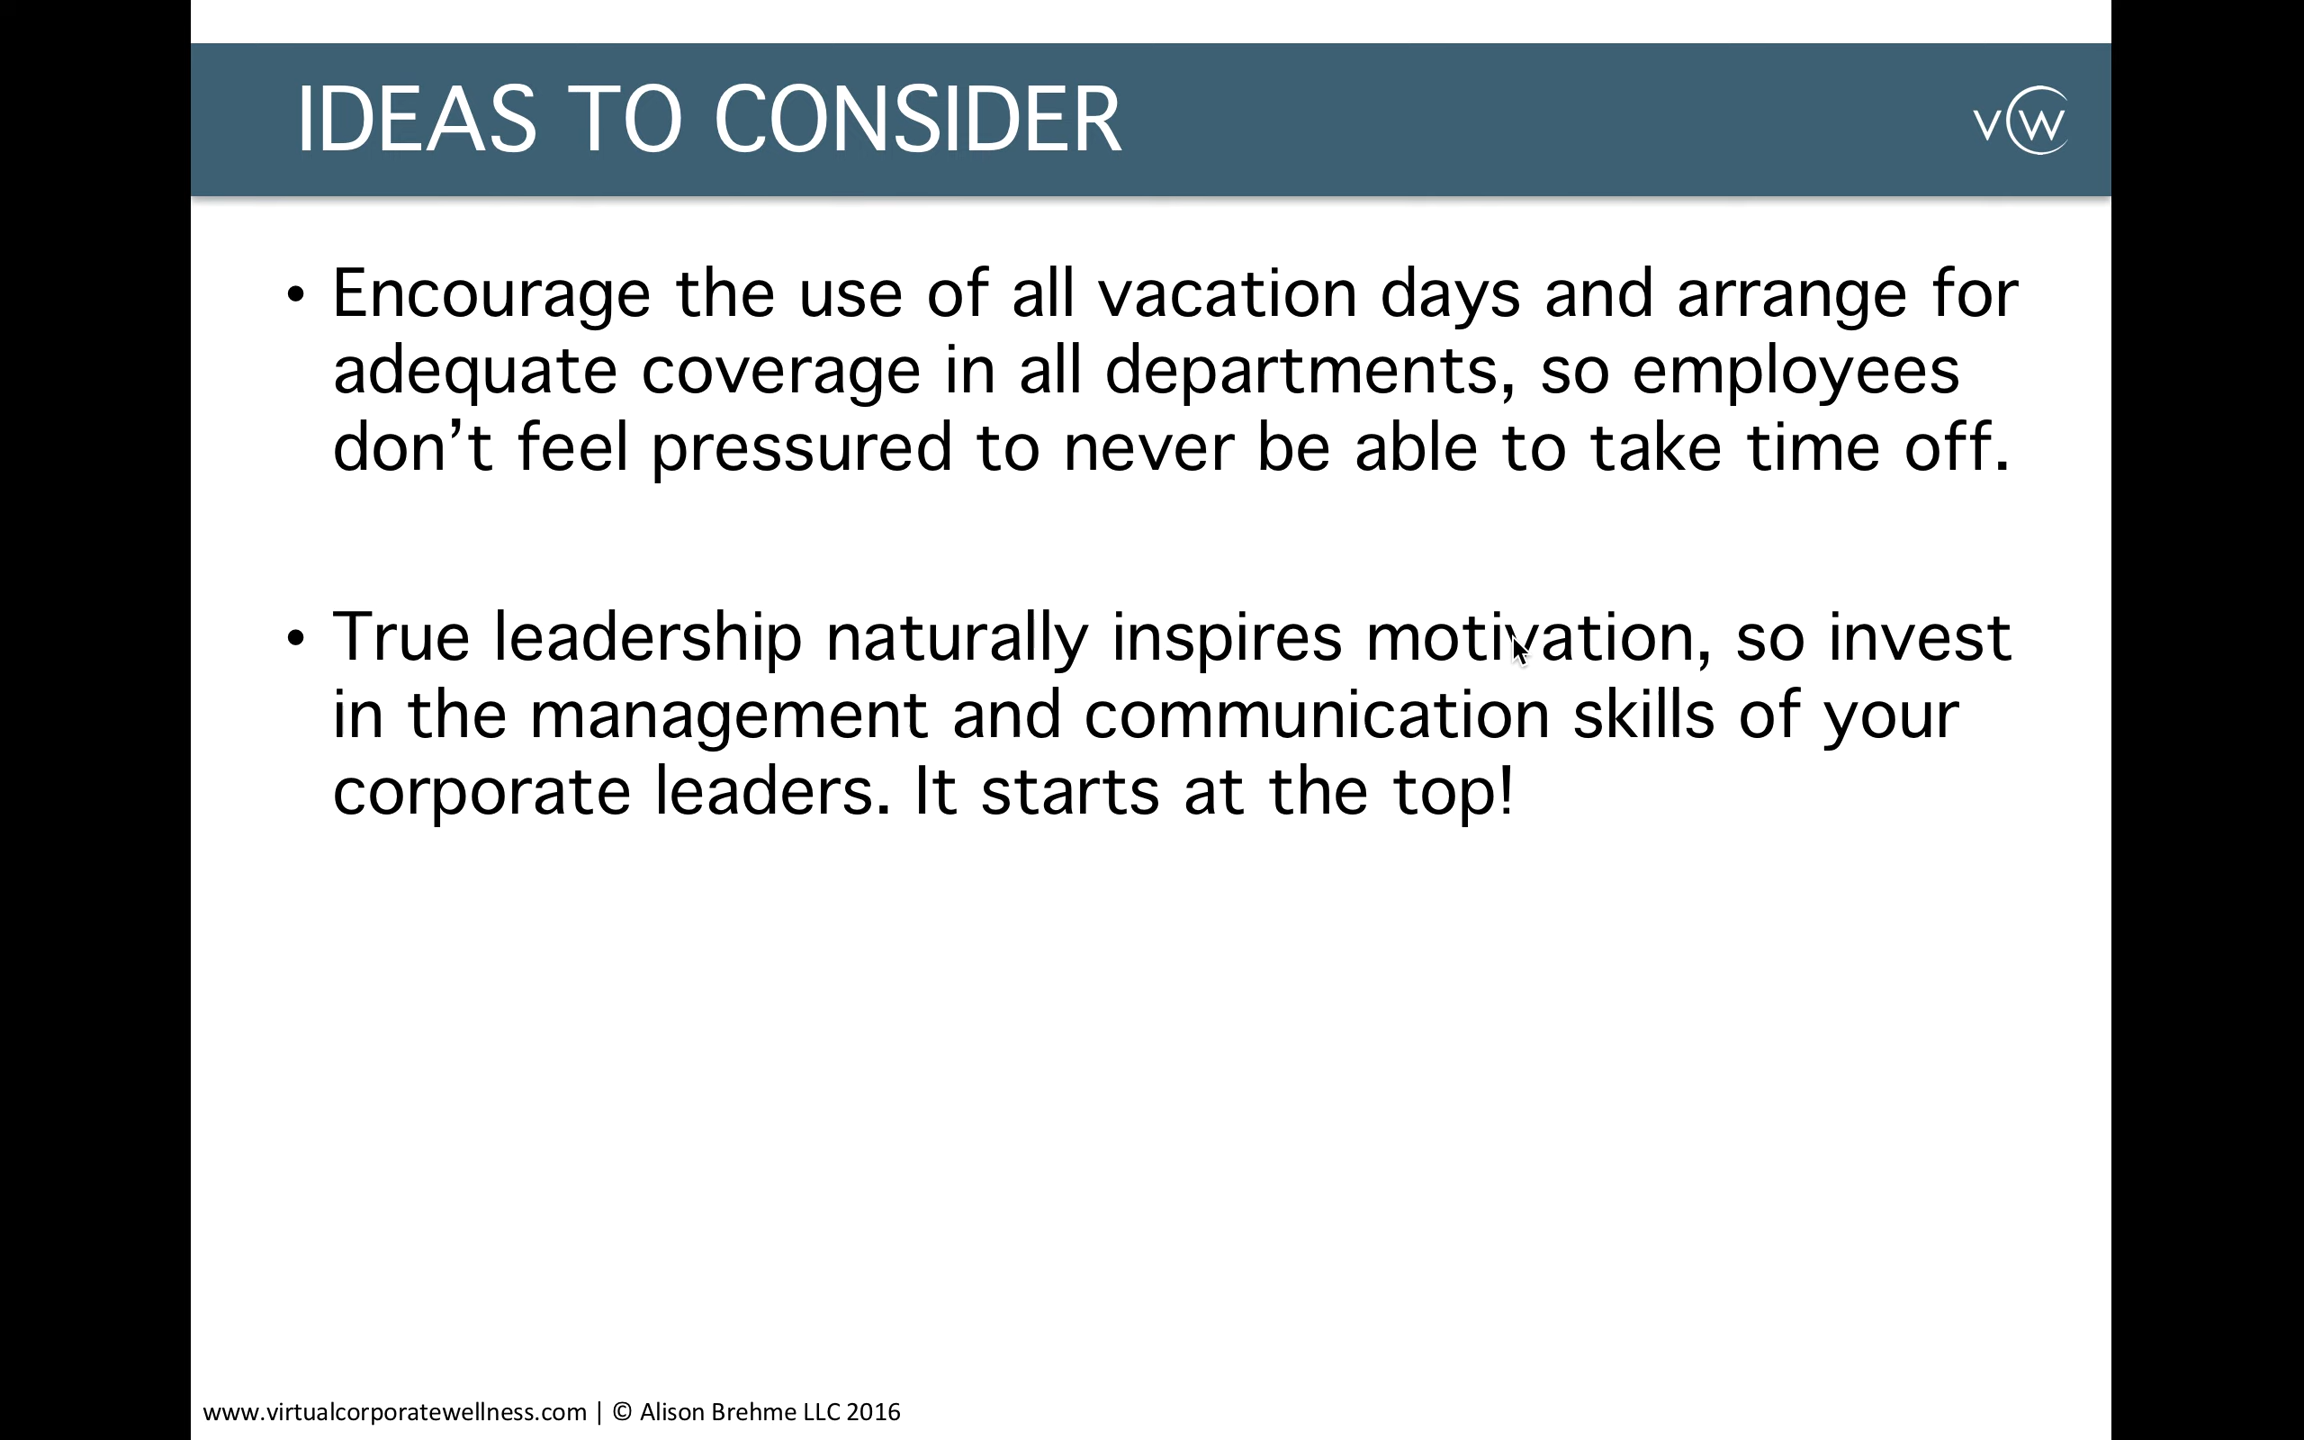 IDEAS TO CONSIDER
VCW
• Encourage the use of all vacation days and arrange for
adequate coverage in all departments, so employees
don’t feel pressured to never be able to take time off.
• True leadership naturally inspires motivation, so invest
in the management and communication skills of your
corporate leaders. It starts at the top!
www.virtualcorporatewellness.com | © Alison Brehme LLC 2016